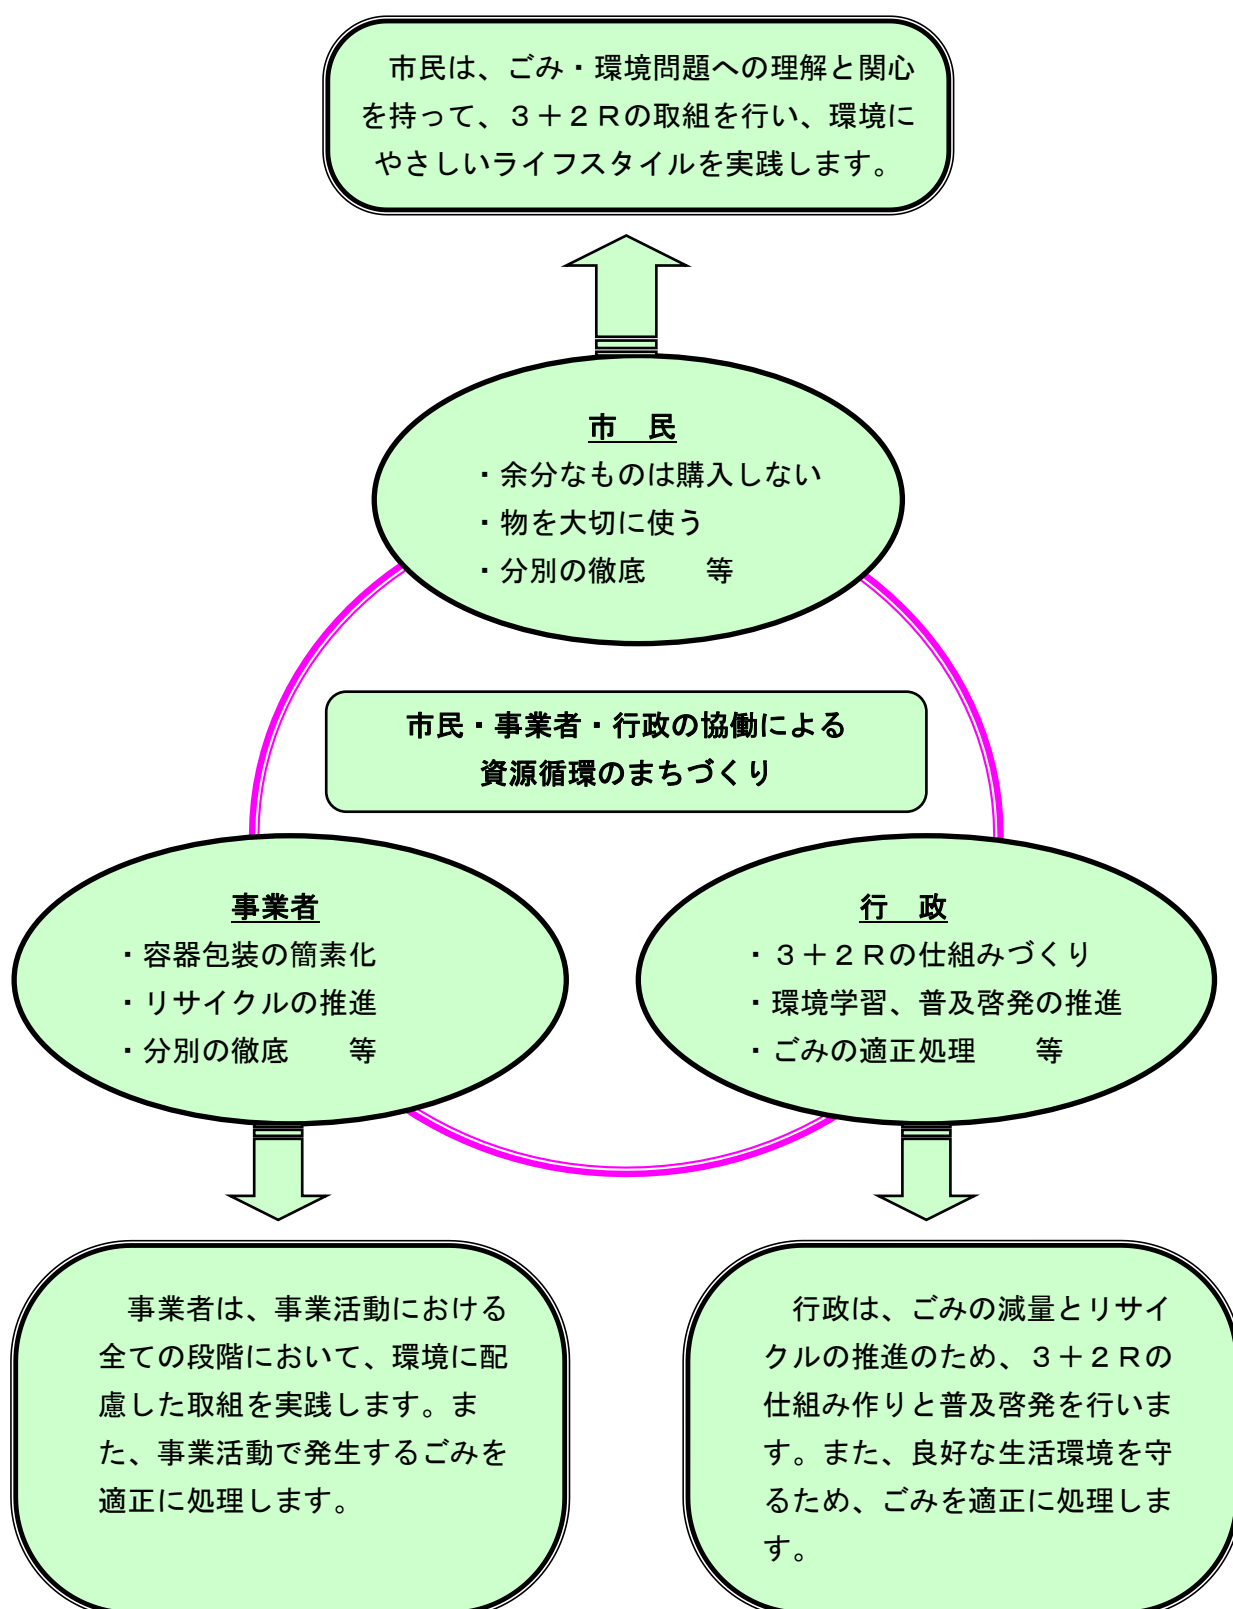 市民は、ごみ・環境問題への理解と関心
を持って、３＋２Ｒの取組を行い、環境に
やさしいライフスタイルを実践します。
市　民
・余分なものは購入しない
・物を大切に使う
・分別の徹底　　等
市民・事業者・行政の協働による
資源循環のまちづくり
事業者
・容器包装の簡素化
・リサイクルの推進
・分別の徹底　　等
行　政
・３＋２Ｒの仕組みづくり
・環境学習、普及啓発の推進
・ごみの適正処理　　等
事業者は、事業活動における
全ての段階において、環境に配
慮した取組を実践します。ま
た、事業活動で発生するごみを
適正に処理します。
行政は、ごみの減量とリサイ
クルの推進のため、３＋２Ｒの
仕組み作りと普及啓発を行いま
す。また、良好な生活環境を守
るため、ごみを適正に処理しま
す。